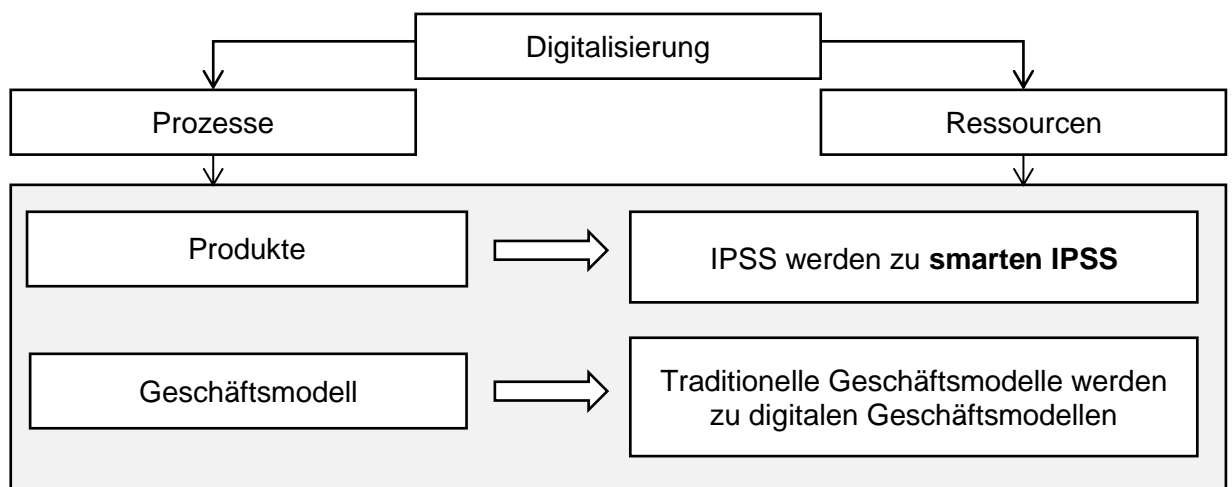 Digitalisierung
Prozesse
Ressourcen
Produkte
IPSS werden zu smarten IPSS
Geschäftsmodell
Traditionelle Geschäftsmodelle werden
zu digitalen Geschäftsmodellen